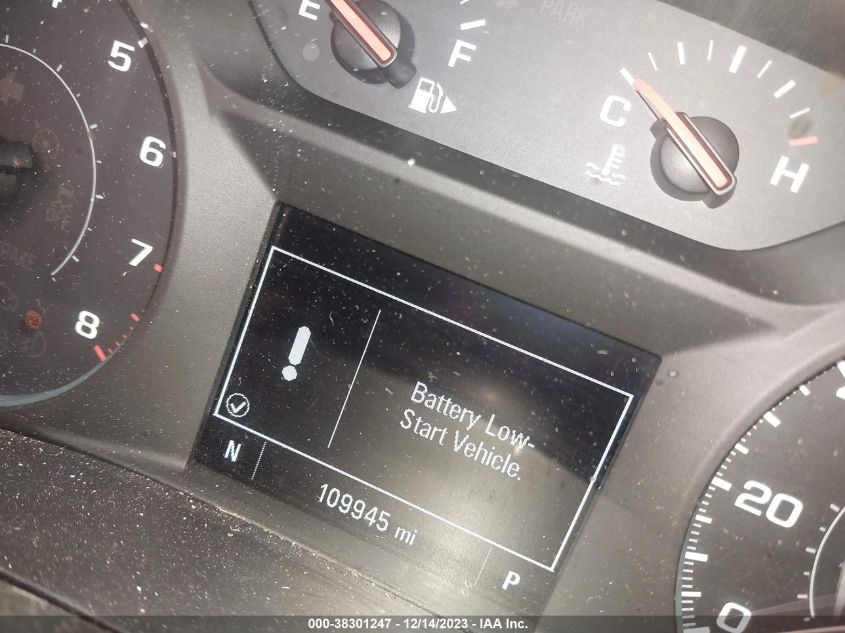 E
F
PARK
C
H
5
6
7
8
Battery Low-
Start Vehicle.
N
109945 mi
P
20
0
000-38301247 - 12/14/2023 - IAA Inc.